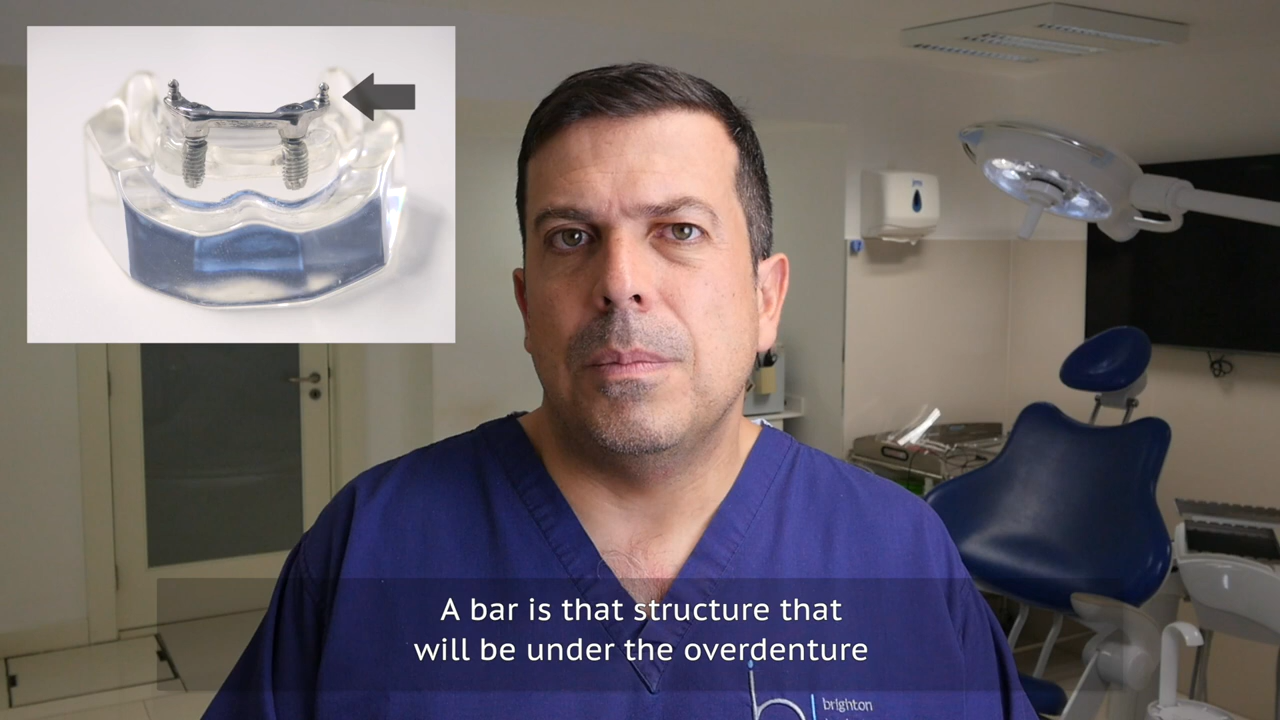 A bar is that structure that
will be under the overdenture
b
brighton